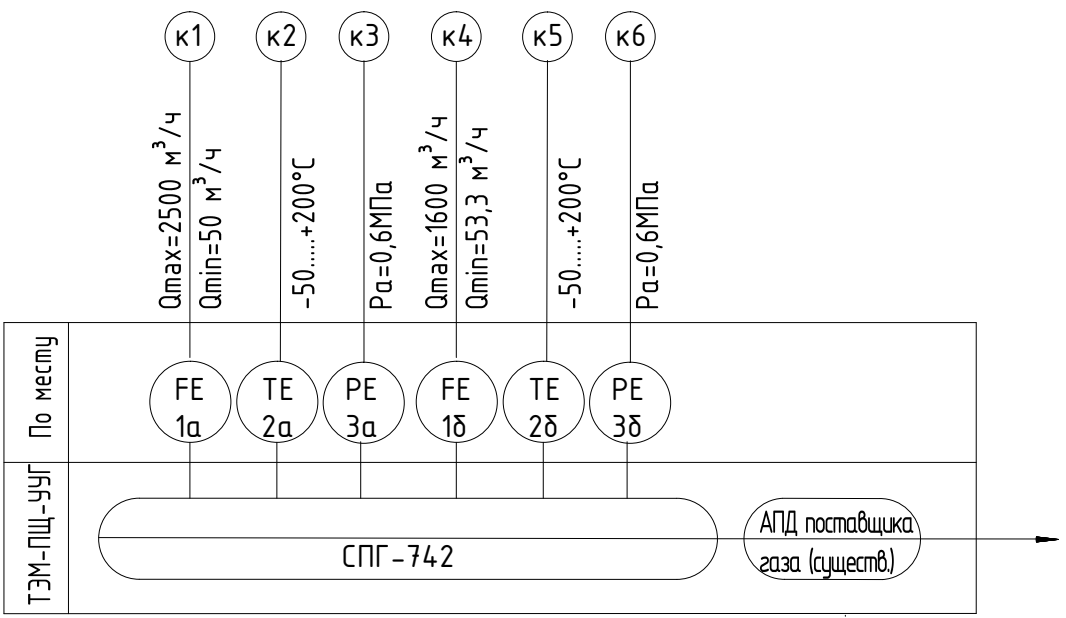 к1
к2
к3
к4
к5
к6
Qmax=2500 м³/ч
Qmin=50 м³/ч
-50.....+200°C
Pa=0,6МПа
Qmax=1600 м³/ч
Qmin=53,3 м³/ч
-50.....+200°C
Pa=0,6МПа
По месту
FE
1а
TE
2а
PE
3а
FE
1б
TE
2б
PE
3б
ТЭМ-ПЩ-УУГ
СПГ-742
АПД поставщика
газа (существ.)